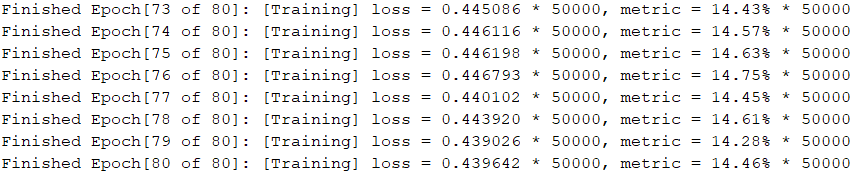 Finished Epoch[73 of 80]: [Training] loss = 0.445086 * 50000, metric = 14.43% * 50000
Finished Epoch[74 of 80]: [Training] loss = 0.446116 * 50000, metric = 14.57% * 50000
Finished Epoch[75 of 80]: [Training] loss = 0.446198 * 50000, metric = 14.63% * 50000
Finished Epoch[76 of 80]: [Training] loss = 0.446793 * 50000, metric = 14.75% * 50000
Finished Epoch[77 of 80]: [Training] loss = 0.440102 * 50000, metric = 14.45% * 50000
Finished Epoch[78 of 80]: [Training] loss = 0.443920 * 50000, metric = 14.61% * 50000
Finished Epoch[79 of 80]: [Training] loss = 0.439026 * 50000, metric = 14.28% * 50000
Finished Epoch[80 of 80]: [Training] loss = 0.439642 * 50000, metric = 14.46% * 50000